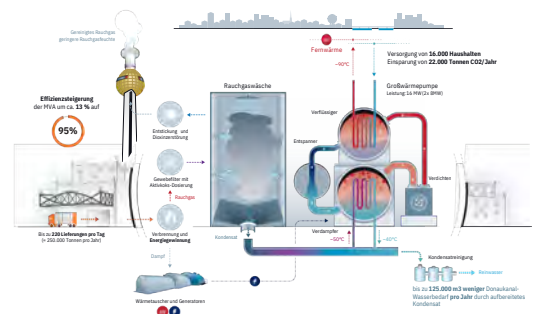 Gereinigtes Rauchgas
geringere Rauchgasfeuchte
Effizienzsteigerung
der MVA um ca. 13 % auf
95%
Entstickung und
Dioxinzerstörung
Gewebefilter mit
Aktivkoks-Dosierung
Rauchgas
Verbrennung und
Energiegewinnung
Bis zu 220 Lieferungen pro Tag
(= 250.000 Tonnen pro Jahr)
Dampf
Wärmetauscher und Generatoren
Rauchgaswäsche
Kondensat
Fernwärme
~90°C
Versorgung von 16.000 Haushalten
Einsparung von 22.000 Tonnen CO2/Jahr
Großwärmepumpe
Leistung 16 MW (2x 8MW)
Verflüssiger
Entspanner
Verdichten
Verdampfer
~50°C
~40°C
Kondensatreinigung
Reinwasser
bis zu 125.000 m3 weniger Donaukanal-
Wasserbedarf pro Jahr durch aufbereitetes
Kondensat